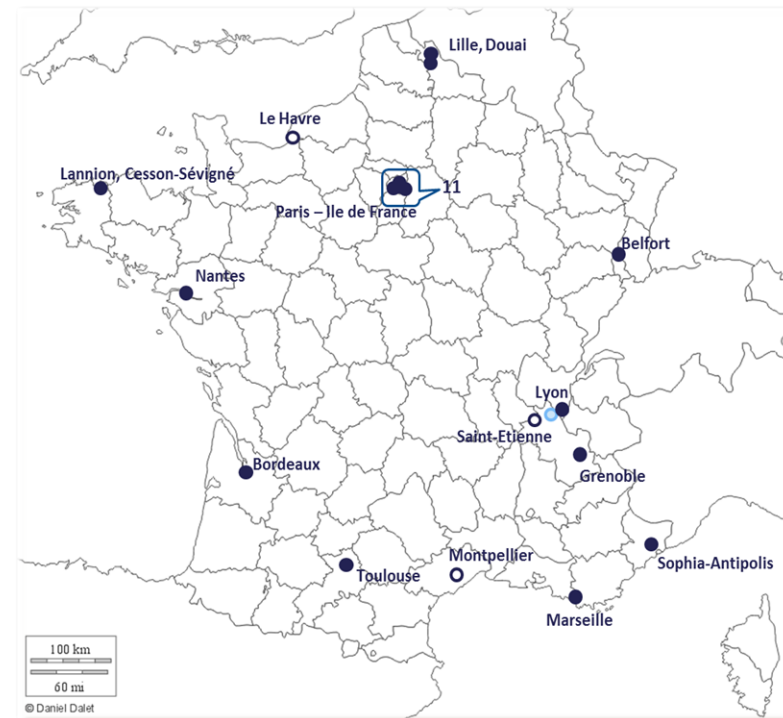 Lille, Douai
Le Havre
Lannion, Cesson-Sévigné
11
Paris – Ile de France
Belfort
Nantes
Lyon
Saint-Etienne
Bordeaux
Grenoble
Montpellier
Sophia-Antipolis
Toulouse
Marseille
100 km
60 mi
© Daniel Dalet